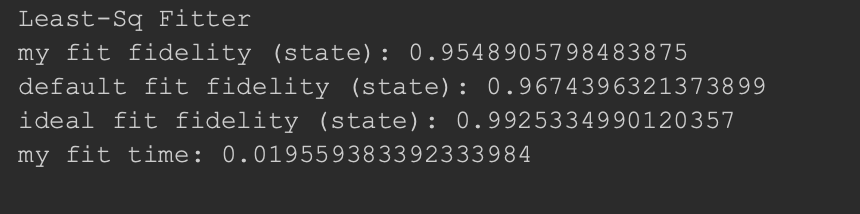 Least-Sq Fitter
my fit fidelity (state): 0.9548905798483875
default fit fidelity (state): 0.9674396321373899
ideal fit fidelity (state): 0.9925334990120357
my fit time: 0.019559383392333984